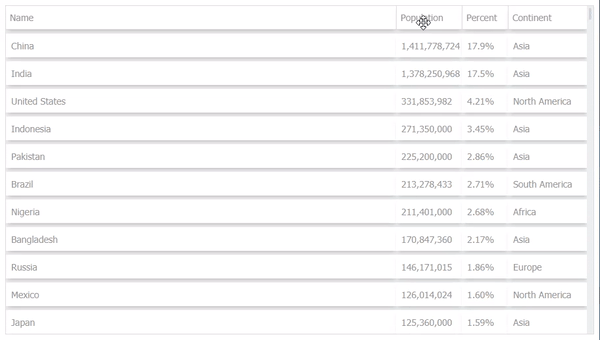 Name Population Percent Continent
China 1,411,778,724 17.9% Asia
India 1,378,250,968 17.5% Asia
United States 331,853,982 4.21% North America
Indonesia 271,350,000 3.45% Asia
Pakistan 225,200,000 2.86% Asia
Brazil 213,278,433 2.71% South America
Nigeria 211,401,000 2.68% Africa
Bangladesh 170,847,360 2.17% Asia
Russia 146,171,015 1.86% Europe
Mexico 126,014,024 1.60% North America
Japan 125,360,000 1.59% Asia